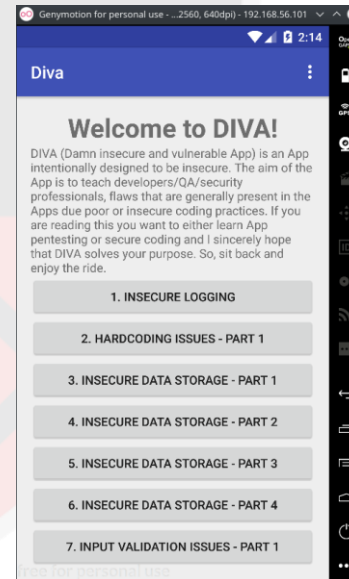 Genymotion for personal use - ...2560, 640dpi) - 192.168.56.101
2:14
Diva
Welcome to DIVA!
DIVA (Damn insecure and vulnerable App) is an App
intentionally designed to be insecure. The aim of the
App is to teach developers/QA/security
professionals, flaws that are generally present in the
Apps due poor or insecure coding practices. If you
are reading this you want to either learn App
pentesting or secure coding and I sincerely hope
that DIVA solves your purpose. So, sit back and
enjoy the ride.
1. INSECURE LOGGING
2. HARDCODING ISSUES - PART 1
3. INSECURE DATA STORAGE - PART 1
4. INSECURE DATA STORAGE - PART 2
5. INSECURE DATA STORAGE - PART 3
6. INSECURE DATA STORAGE - PART 4
7. INPUT VALIDATION ISSUES - PART 1
free for personal use